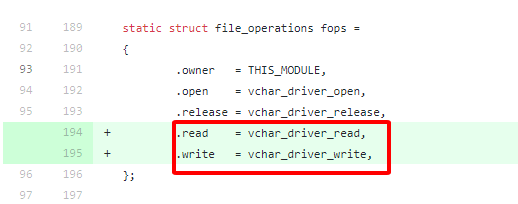 91 189 static struct file_operations fops =
92 190 {
93 191 .owner = THIS_MODULE,
94 192 .open = vchar_driver_open,
95 193 .release = vchar_driver_release,
194 + .read = vchar_driver_read,
195 + .write = vchar_driver_write,
96 196 };
97 197